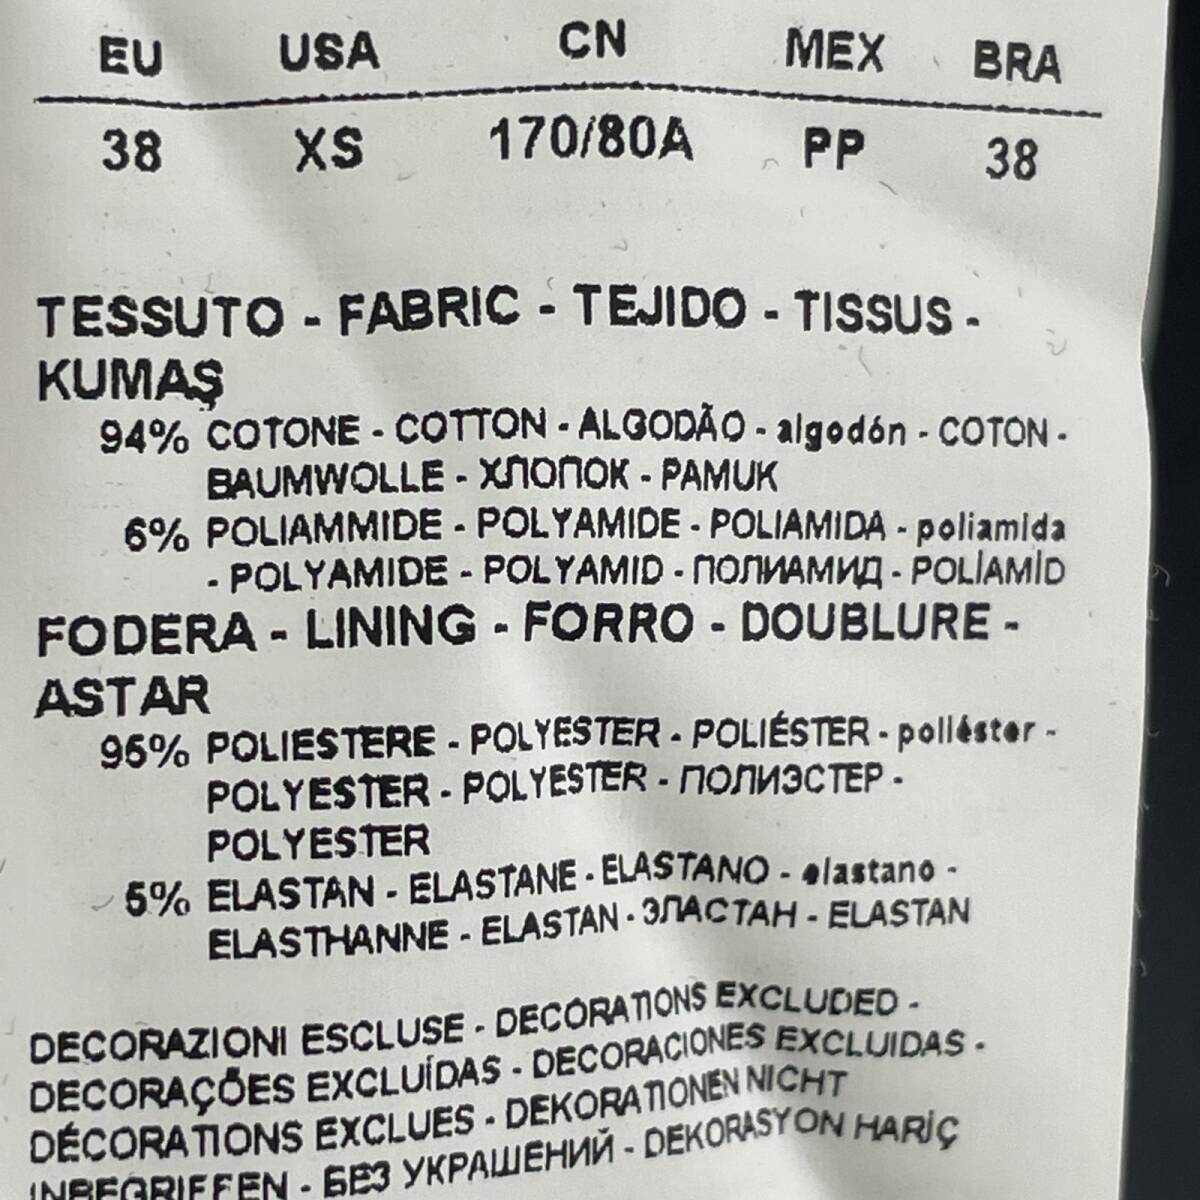 EU USA CN MEX BRA
38 XS 170/80A PP 38
TESSUTO - FABRIC - TEJIDO - TISSUS -
KUMAŞ
94% COTONE - COTTON - ALGODÃO - algodón - COTON -
BAUMWOLLE - ХЛОПОК - PAMUK
6% POLIAMMIDE - POLYAMIDE - POLIAMIDA - poliamida
- POLYAMIDE - POLYAMID - ПОЛИАМИД - POLİAMİD
FODERA - LINING - FORRO - DOUBLURE -
ASTAR
95% POLIESTERE - POLYESTER - POLIÉSTER - poliéster -
POLYESTER - POLYESTER - ПОЛИЭСТЕР -
POLYESTER
5% ELASTAN - ELASTANE - ELASTANO - elastano -
ELASTHANNE - ELASTAN - ЭЛАСТАН - ELASTAN
DECORAZIONI ESCLUSE - DECORATIONS EXCLUDED -
DECORAÇÕES EXCLUÍDAS - DECORACIONES EXCLUIDAS -
DÉCORATIONS EXCLUES - DEKORATIONEN NICHT
INBEGRIFFEN - БЕЗ УКРАШЕНИЙ - DEKORASYON HARİÇ